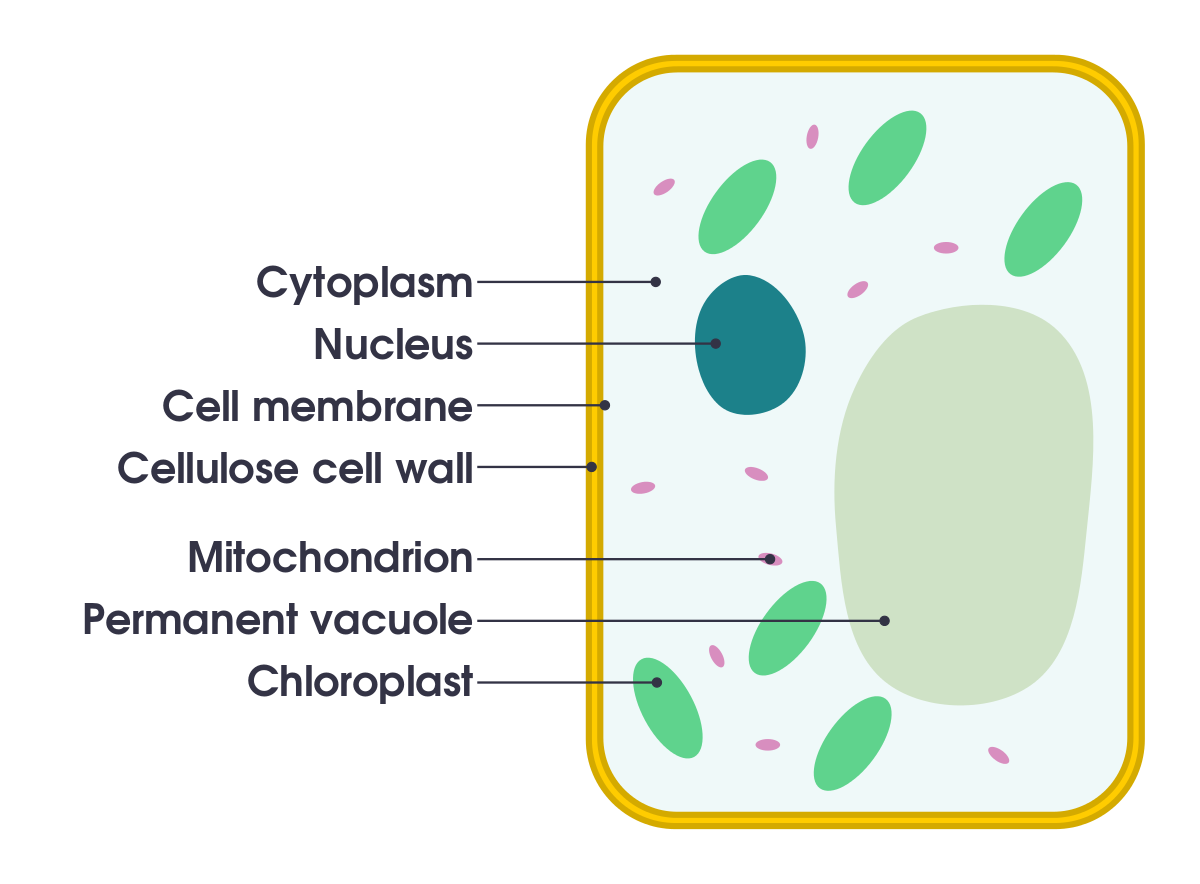 Cytoplasm
Nucleus
Cell membrane
Cellulose cell wall
Mitochondrion
Permanent vacuole
Chloroplast